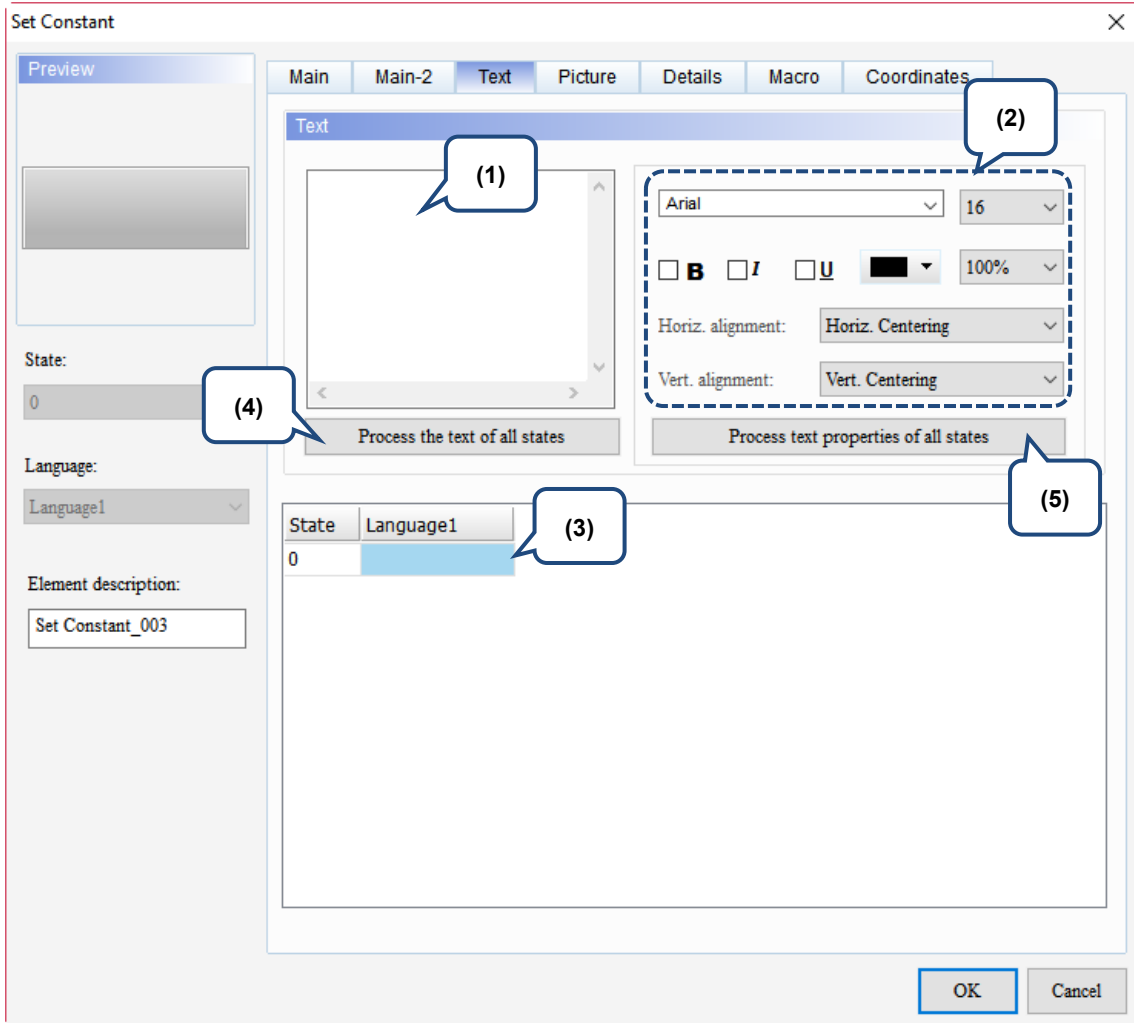 Set Constant
Preview
Main Main-2 Text Picture Details Macro Coordinates
(2)
Text
(1)
Arial 16
B I U 100%
Horiz. alignment: Horiz. Centering
State:
Vert. alignment: Vert. Centering
0
(4)
Process the text of all states Process text properties of all states
Language:
Language1
(5)
State Language1
(3)
0
Element description:
Set Constant_003
OK Cancel